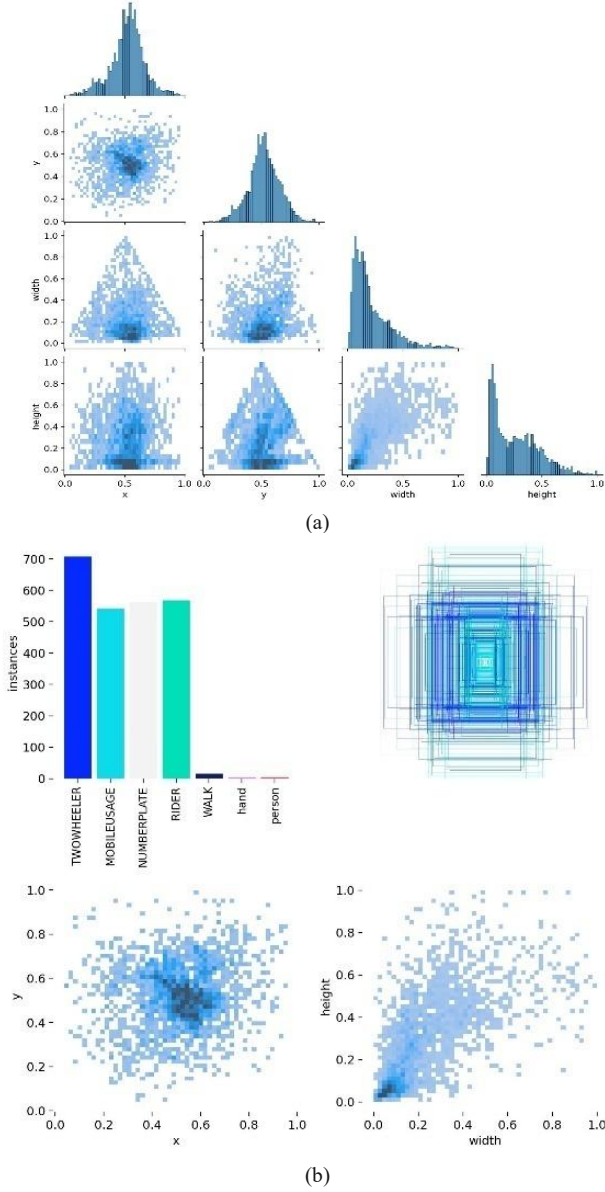 1.0
0.8
0.6
0.4
0.2
0.0
y
1.0
0.8
0.6
0.4
0.2
0.0
width
1.0
0.8
0.6
0.4
0.2
0.0
height
0.0 0.5 1.0 0.0 0.5 1.0 0.0 0.5 1.0 0.0 0.5 1.0
x y width height
(a)
700
600
500
400
300
200
100
0
instances
TWOWHEELER
MOBILEUSAGE
NUMBERPLATE
RIDER
WALK
hand
person
1.0
0.8
0.6
0.4
0.2
0.0
y
0.0 0.2 0.4 0.6 0.8 1.0
x
1.0
0.8
0.6
0.4
0.2
0.0
height
0.0 0.2 0.4 0.6 0.8 1.0
width
(b)